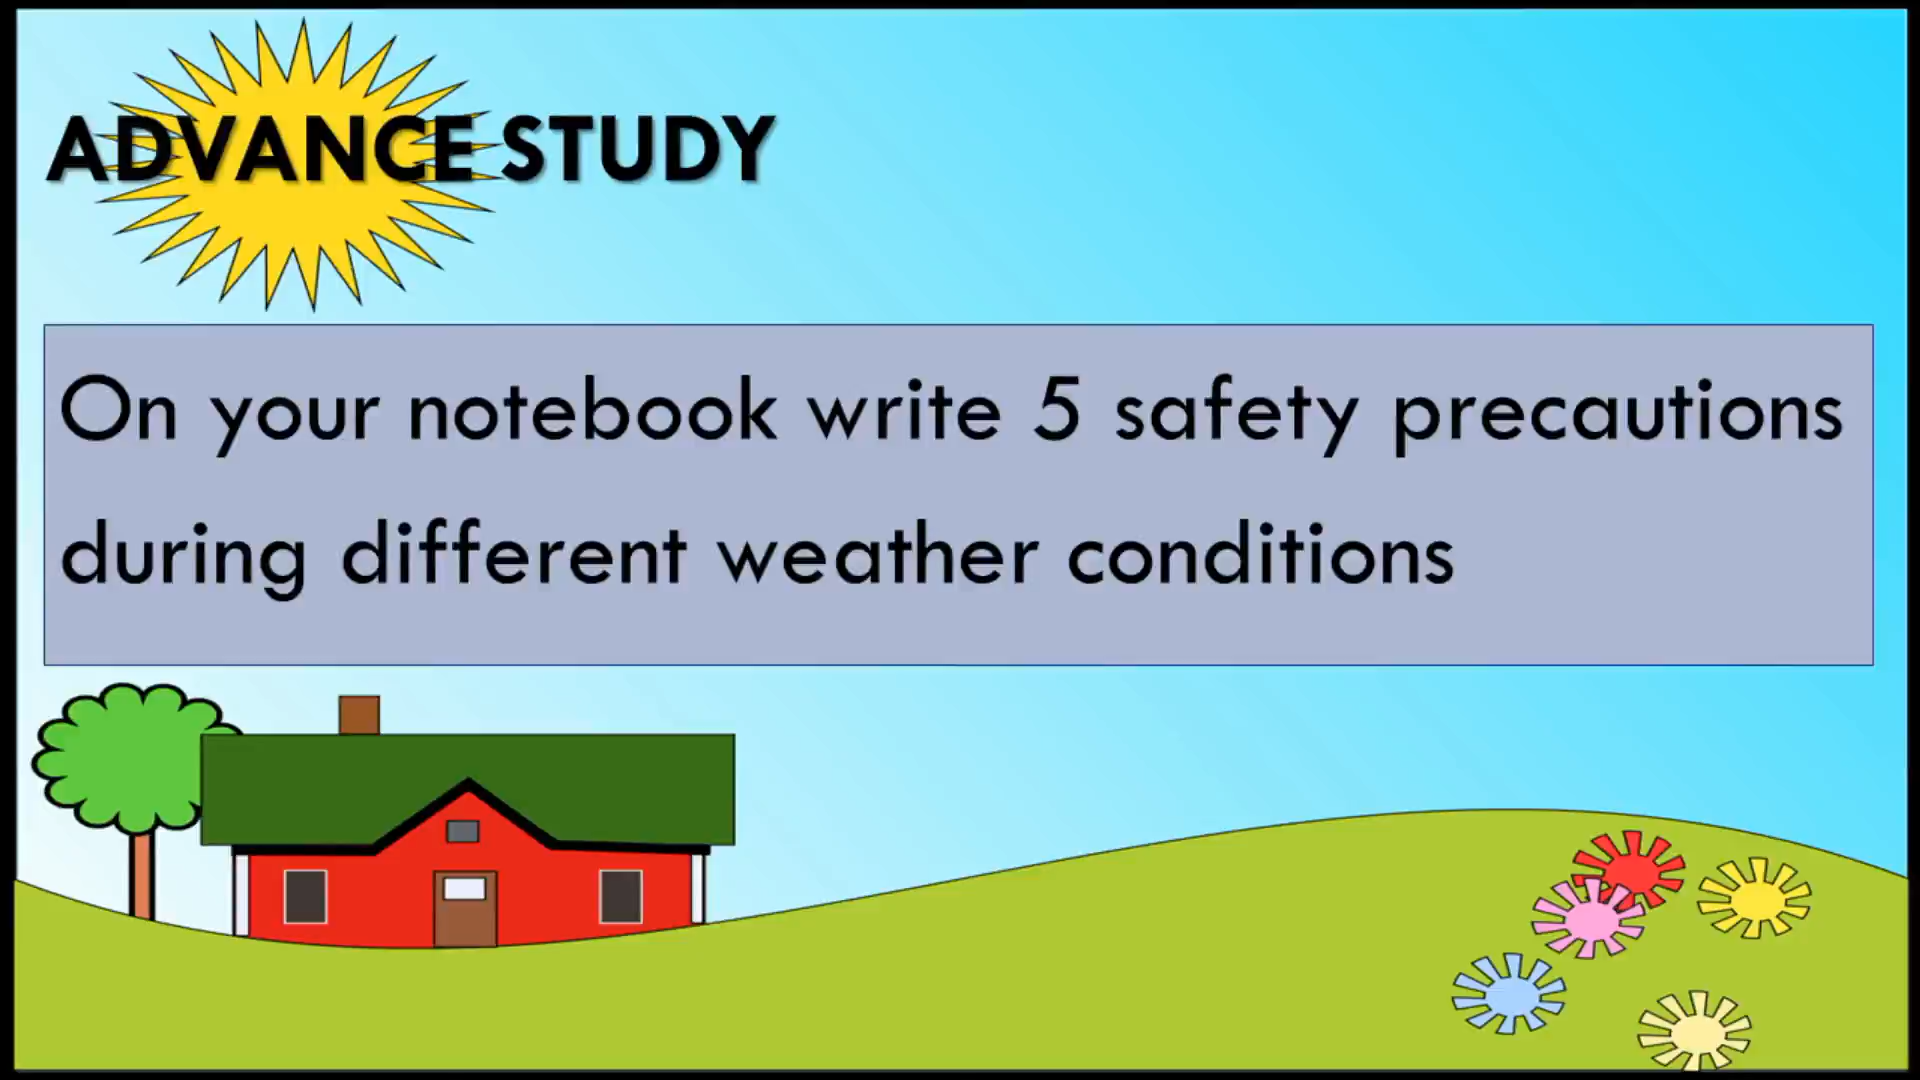 ADVANCE STUDY
On your notebook write 5 safety precautions
during different weather conditions